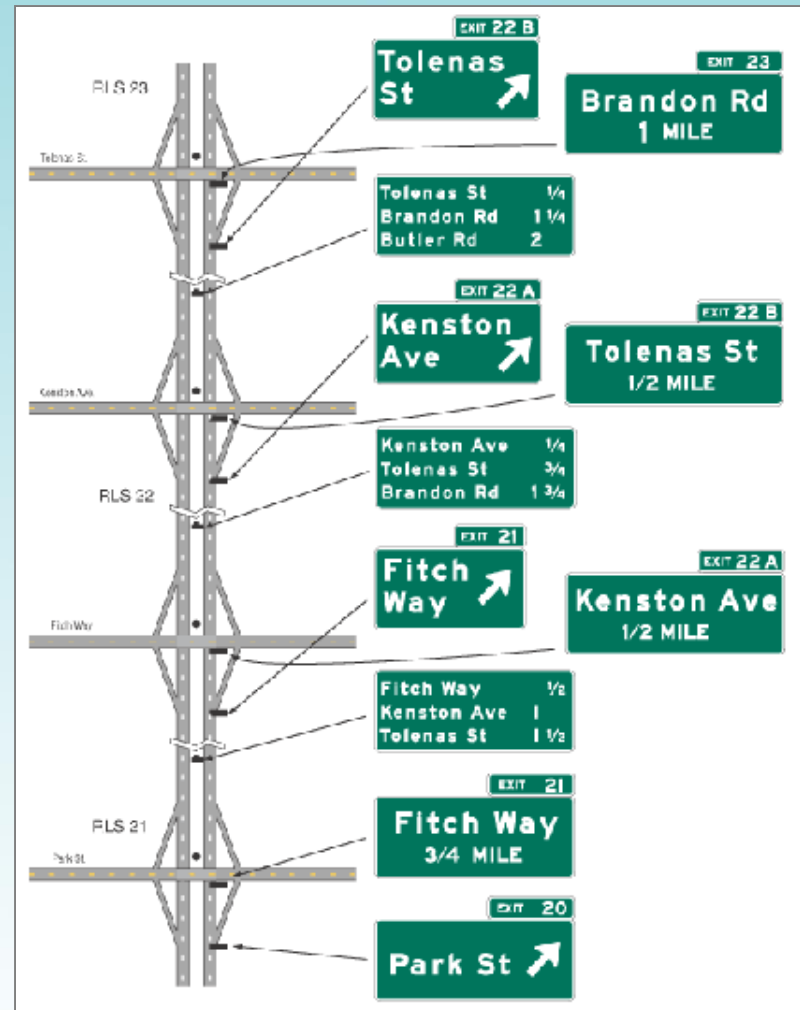 EXIT 22 B
Tolenas
St
RLS 23
EXIT 23
Brandon Rd
1 MILE
Tolenas St
Tolenas St 1/4
Brandon Rd 1 1/4
Butler Rd 2
EXIT 22 A
Kenston
Ave
EXIT 22 B
Tolenas St
1/2 MILE
Kenston Ave
Kenston Ave 1/4
Tolenas St 3/4
Brandon Rd 1 3/4
RLS 22
EXIT 21
Fitch
Way
EXIT 22 A
Kenston Ave
1/2 MILE
Fitch Way
Fitch Way 1/2
Kenston Ave 1
Tolenas St 1 1/2
EXIT 21
Fitch Way
3/4 MILE
RLS 21
Park St.
EXIT 20
Park St